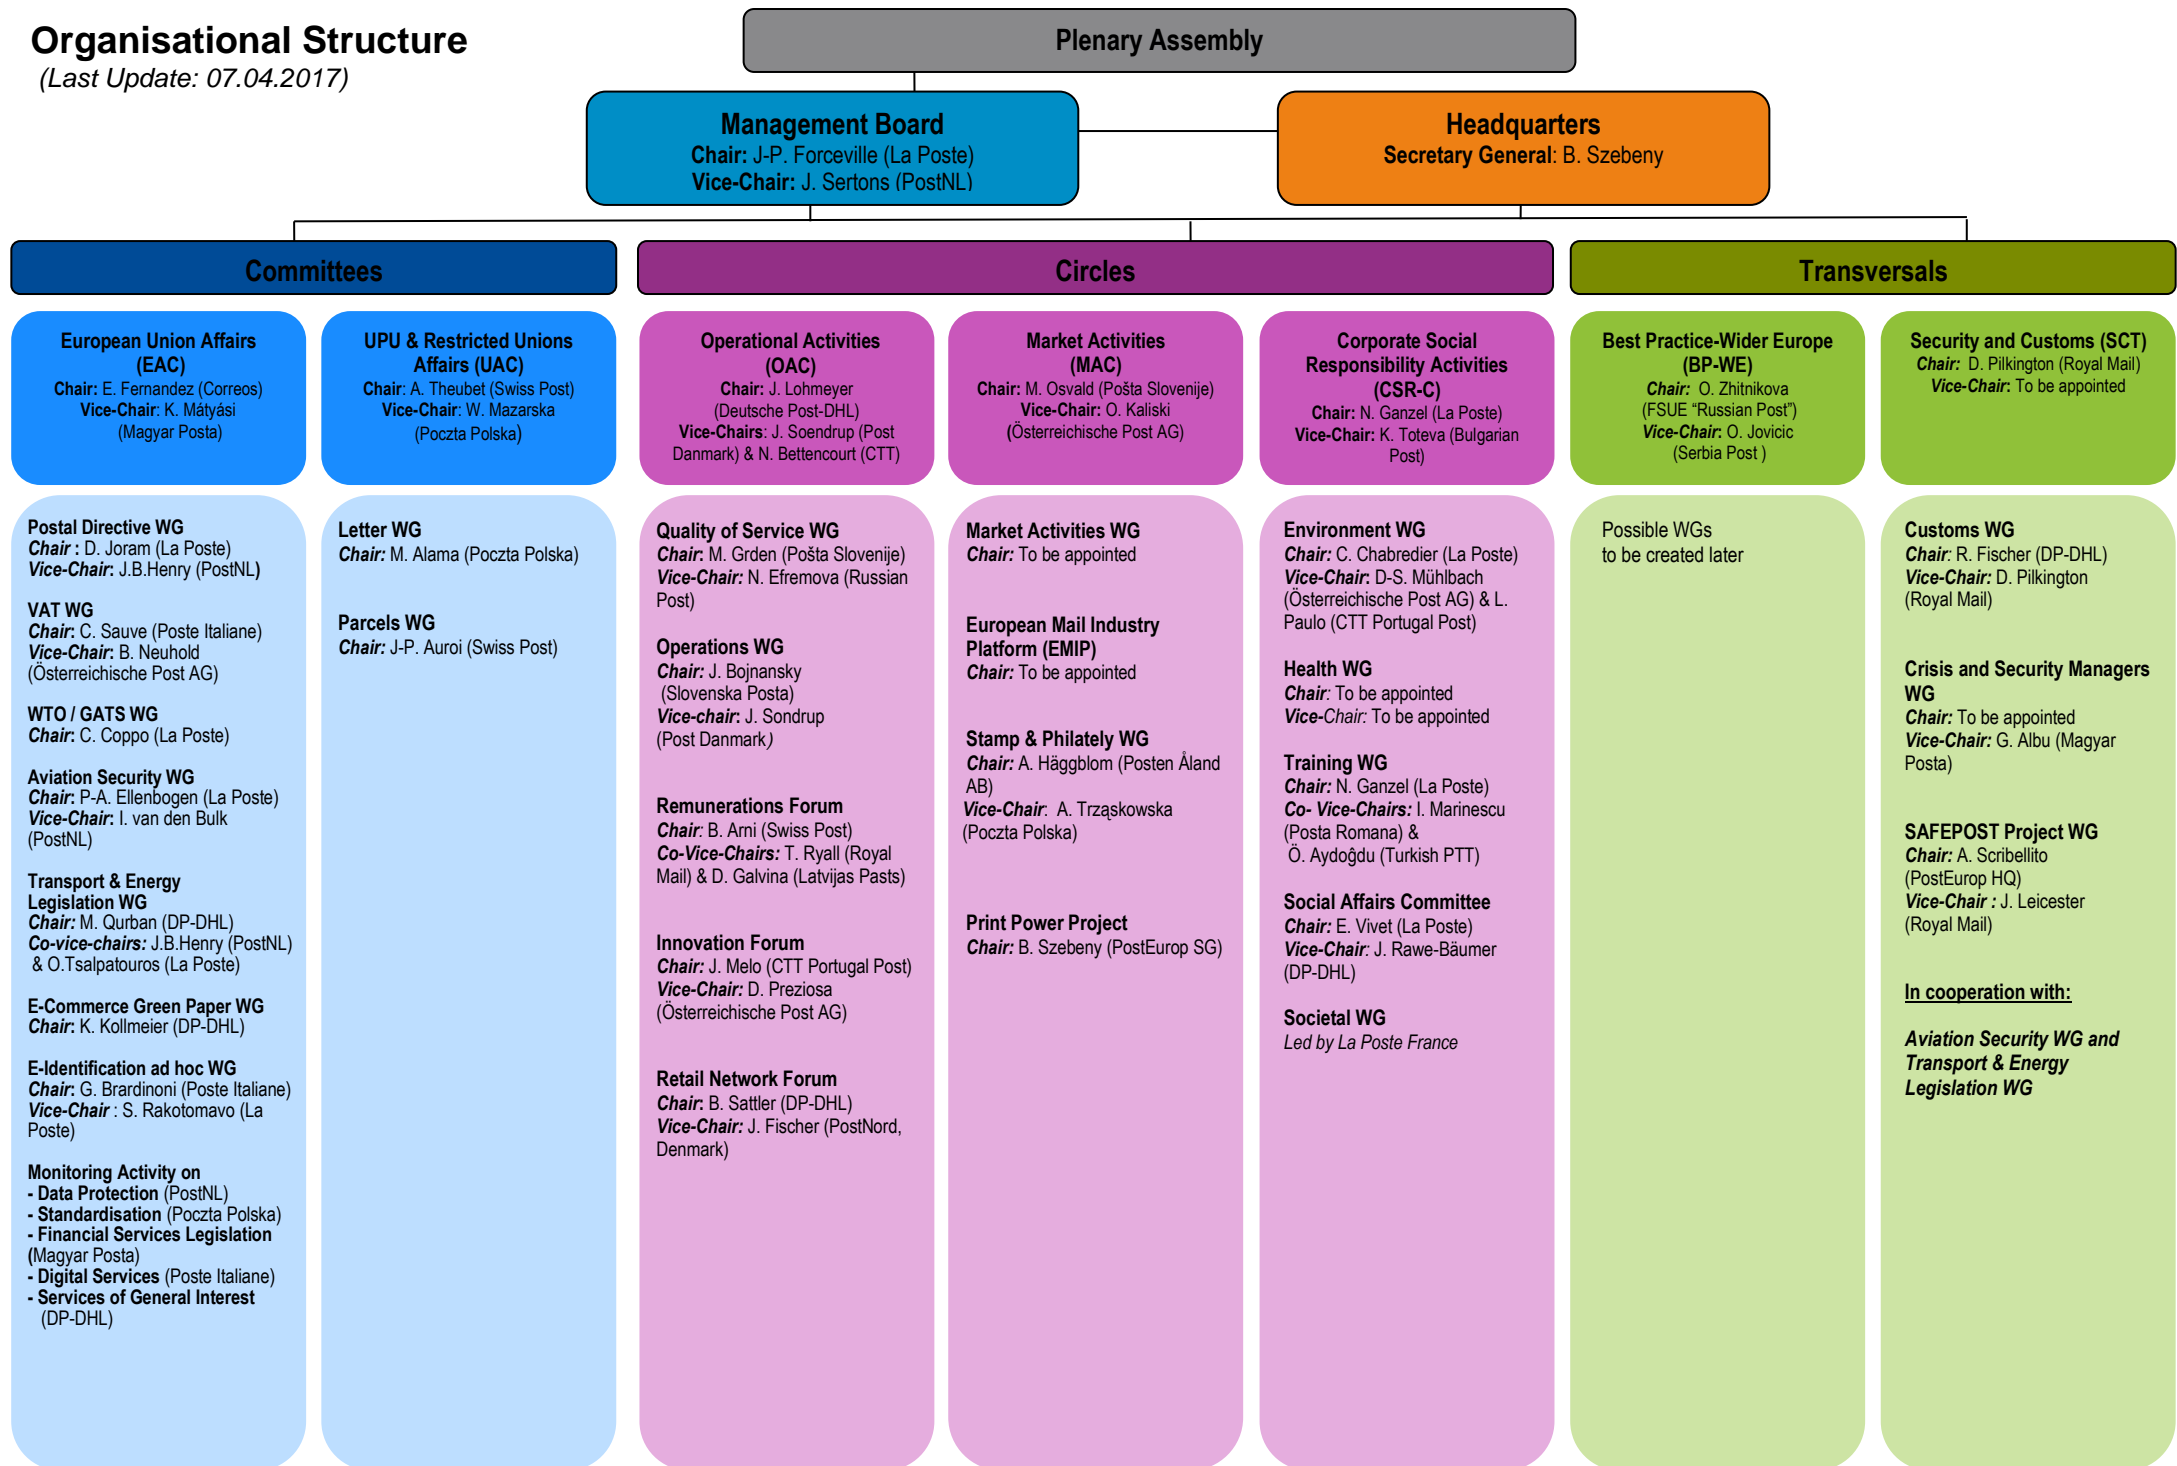 Organisational Structure
(Last Update: 07.04.2017)
Plenary Assembly
Management Board
Chair: J-P. Forceville (La Poste)
Vice-Chair: J. Sertons (PostNL)
Headquarters
Secretary General: B. Szebeny
Committees
Circles
Transversals
European Union Affairs
(EAC)
Chair: E. Fernandez (Correos)
Vice-Chair: K. Mátyási
(Magyar Posta)
UPU & Restricted Unions
Affairs (UAC)
Chair: A. Theubet (Swiss Post)
Vice-Chair: W. Mazarska
(Poczta Polska)
Operational Activities
(OAC)
Chair: J. Lohmeyer
(Deutsche Post-DHL)
Vice-Chairs: J. Soendrup (Post
Danmark) & N. Bettencourt (CTT)
Market Activities
(MAC)
Chair: M. Osvald (Pošta Slovenije)
Vice-Chair: O. Kaliski
(Österreichische Post AG)
Corporate Social
Responsibility Activities
(CSR-C)
Chair: N. Ganzel (La Poste)
Vice-Chair: K. Toteva (Bulgarian
Post)
Best Practice-Wider Europe
(BP-WE)
Chair: O. Zhitnikova
(FSUE “Russian Post”)
Vice-Chair: O. Jovicic
(Serbia Post )
Security and Customs (SCT)
Chair: D. Pilkington (Royal Mail)
Vice-Chair: To be appointed
Postal Directive WG
Chair : D. Joram (La Poste)
Vice-Chair: J.B.Henry (PostNL)
VAT WG
Chair: C. Sauve (Poste Italiane)
Vice-Chair: B. Neuhold
(Österreichische Post AG)
WTO / GATS WG
Chair: C. Coppo (La Poste)
Aviation Security WG
Chair: P-A. Ellenbogen (La Poste)
Vice-Chair: I. van den Bulk
(PostNL)
Transport & Energy
Legislation WG
Chair: M. Qurban (DP-DHL)
Co-vice-chairs: J.B.Henry (PostNL)
& O.Tsalpatouros (La Poste)
E-Commerce Green Paper WG
Chair: K. Kollmeier (DP-DHL)
E-Identification ad hoc WG
Chair: G. Brardinoni (Poste Italiane)
Vice-Chair : S. Rakotomavo (La
Poste)
Monitoring Activity on
- Data Protection (PostNL)
- Standardisation (Poczta Polska)
- Financial Services Legislation
(Magyar Posta)
- Digital Services (Poste Italiane)
- Services of General Interest
(DP-DHL)
Letter WG
Chair: M. Alama (Poczta Polska)
Parcels WG
Chair: J-P. Auroi (Swiss Post)
Quality of Service WG
Chair: M. Grden (Pošta Slovenije)
Vice-Chair: N. Efremova (Russian
Post)
Operations WG
Chair: J. Bojnansky
(Slovenska Posta)
Vice-chair: J. Sondrup
(Post Danmark)
Remunerations Forum
Chair: B. Arni (Swiss Post)
Co-Vice-Chairs: T. Ryall (Royal
Mail) & D. Galvina (Latvijas Pasts)
Innovation Forum
Chair: J. Melo (CTT Portugal Post)
Vice-Chair: D. Preziosa
(Österreichische Post AG)
Retail Network Forum
Chair: B. Sattler (DP-DHL)
Vice-Chair: J. Fischer (PostNord,
Denmark)
Market Activities WG
Chair: To be appointed
European Mail Industry
Platform (EMIP)
Chair: To be appointed
Stamp & Philately WG
Chair: A. Häggblom (Posten Åland
AB)
Vice-Chair: A. Trząskowska
(Poczta Polska)
Print Power Project
Chair: B. Szebeny (PostEurop SG)
Environment WG
Chair: C. Chabredier (La Poste)
Vice-Chair: D-S. Mühlbach
(Österreichische Post AG) & L.
Paulo (CTT Portugal Post)
Health WG
Chair: To be appointed
Vice-Chair: To be appointed
Training WG
Chair: N. Ganzel (La Poste)
Co- Vice-Chairs: I. Marinescu
(Posta Romana) &
Ö. Aydoĝdu (Turkish PTT)
Social Affairs Committee
Chair: E. Vivet (La Poste)
Vice-Chair: J. Rawe-Bäumer
(DP-DHL)
Societal WG
Led by La Poste France
Possible WGs
to be created later
Customs WG
Chair: R. Fischer (DP-DHL)
Vice-Chair: D. Pilkington
(Royal Mail)
Crisis and Security Managers
WG
Chair: To be appointed
Vice-Chair: G. Albu (Magyar
Posta)
SAFEPOST Project WG
Chair: A. Scribellito
(PostEurop HQ)
Vice-Chair : J. Leicester
(Royal Mail)
In cooperation with:
Aviation Security WG and
Transport & Energy
Legislation WG